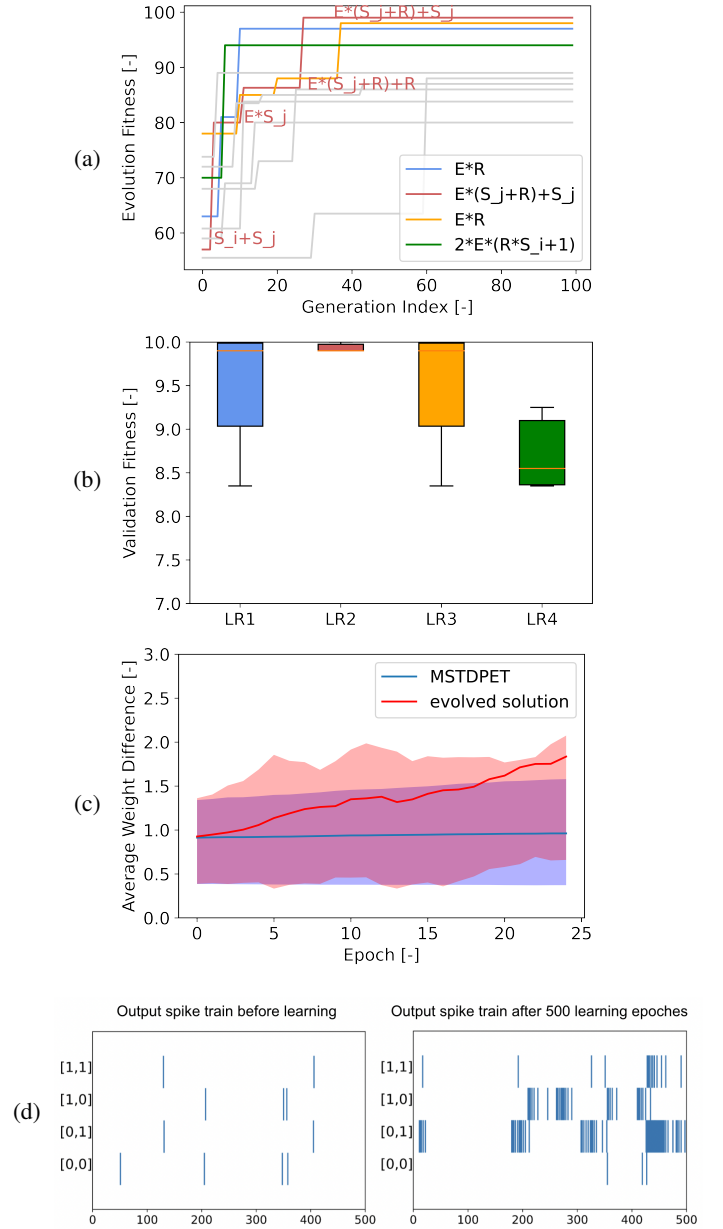 (a)
Evolution Fitness [-]
100
90
80
70
60
E*(S_j+R)+S_j
E*(S_j+R)+R
E*S_j
S_i+S_j
E*R
E*(S_j+R)+S_j
E*R
2*E*(R*S_i+1)
0 20 40 60 80 100
Generation Index [-]
(b)
Validation Fitness [-]
10.0
9.5
9.0
8.5
8.0
7.5
7.0
LR1 LR2 LR3 LR4
(c)
Average Weight Difference [-]
3.0
2.5
2.0
1.5
1.0
0.5
0.0
MSTDPET
evolved solution
0 5 10 15 20 25
Epoch [-]
(d)
Output spike train before learning
[1,1]
[1,0]
[0,1]
[0,0]
0 100 200 300 400 500
Output spike train after 500 learning epoches
[1,1]
[1,0]
[0,1]
[0,0]
0 100 200 300 400 500